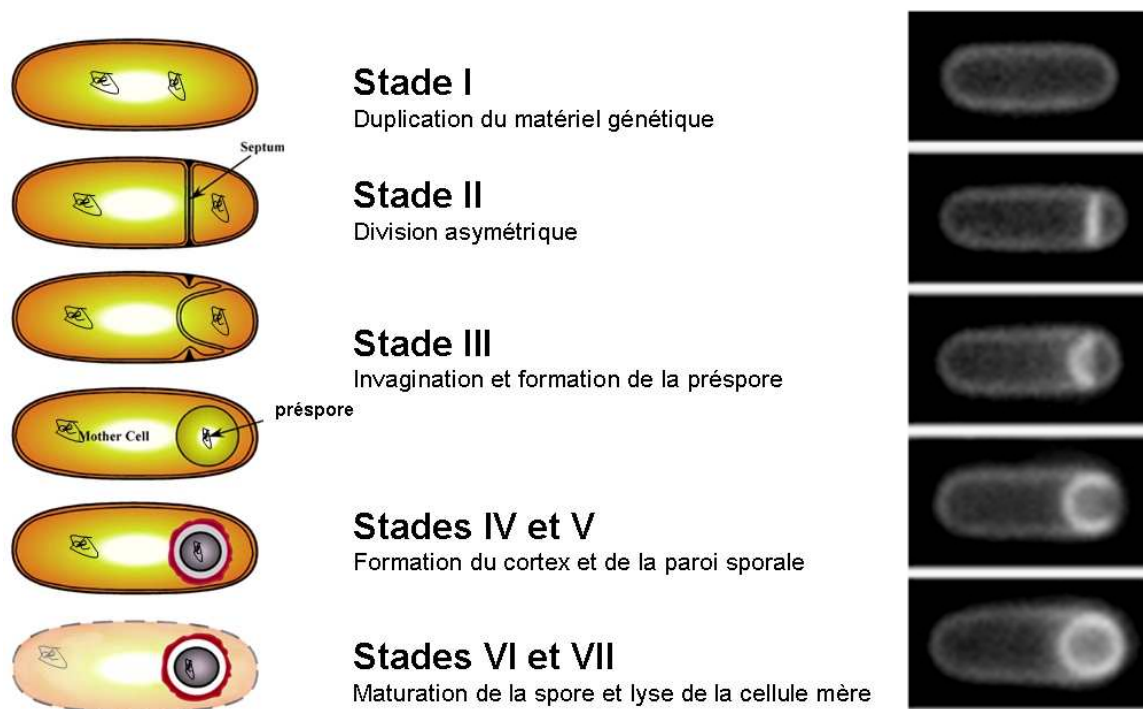 Stade I
Duplication du matériel génétique
Septum
Stade II
Division asymétrique
Stade III
Invagination et formation de la préspore
préspore
Mother Cell
Stades IV et V
Formation du cortex et de la paroi sporale
Stades VI et VII
Maturation de la spore et lyse de la cellule mère